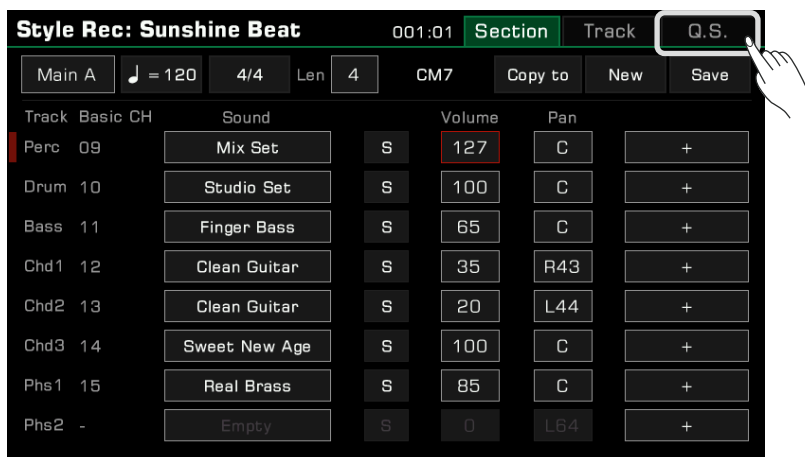 Style Rec: Sunshine Beat 001:01 Section Track Q.S.
Main A ♩ = 120 4/4 Len 4 CM7 Copy to New Save
Track Basic CH Sound Volume Pan
Perc 09 Mix Set S 127 C +
Drum 10 Studio Set S 100 C +
Bass 11 Finger Bass S 65 C +
Chd1 12 Clean Guitar S 35 R43 +
Chd2 13 Clean Guitar S 20 L44 +
Chd3 14 Sweet New Age S 100 C +
Phs1 15 Real Brass S 85 C +
Phs2 - Empty S 0 L64 +